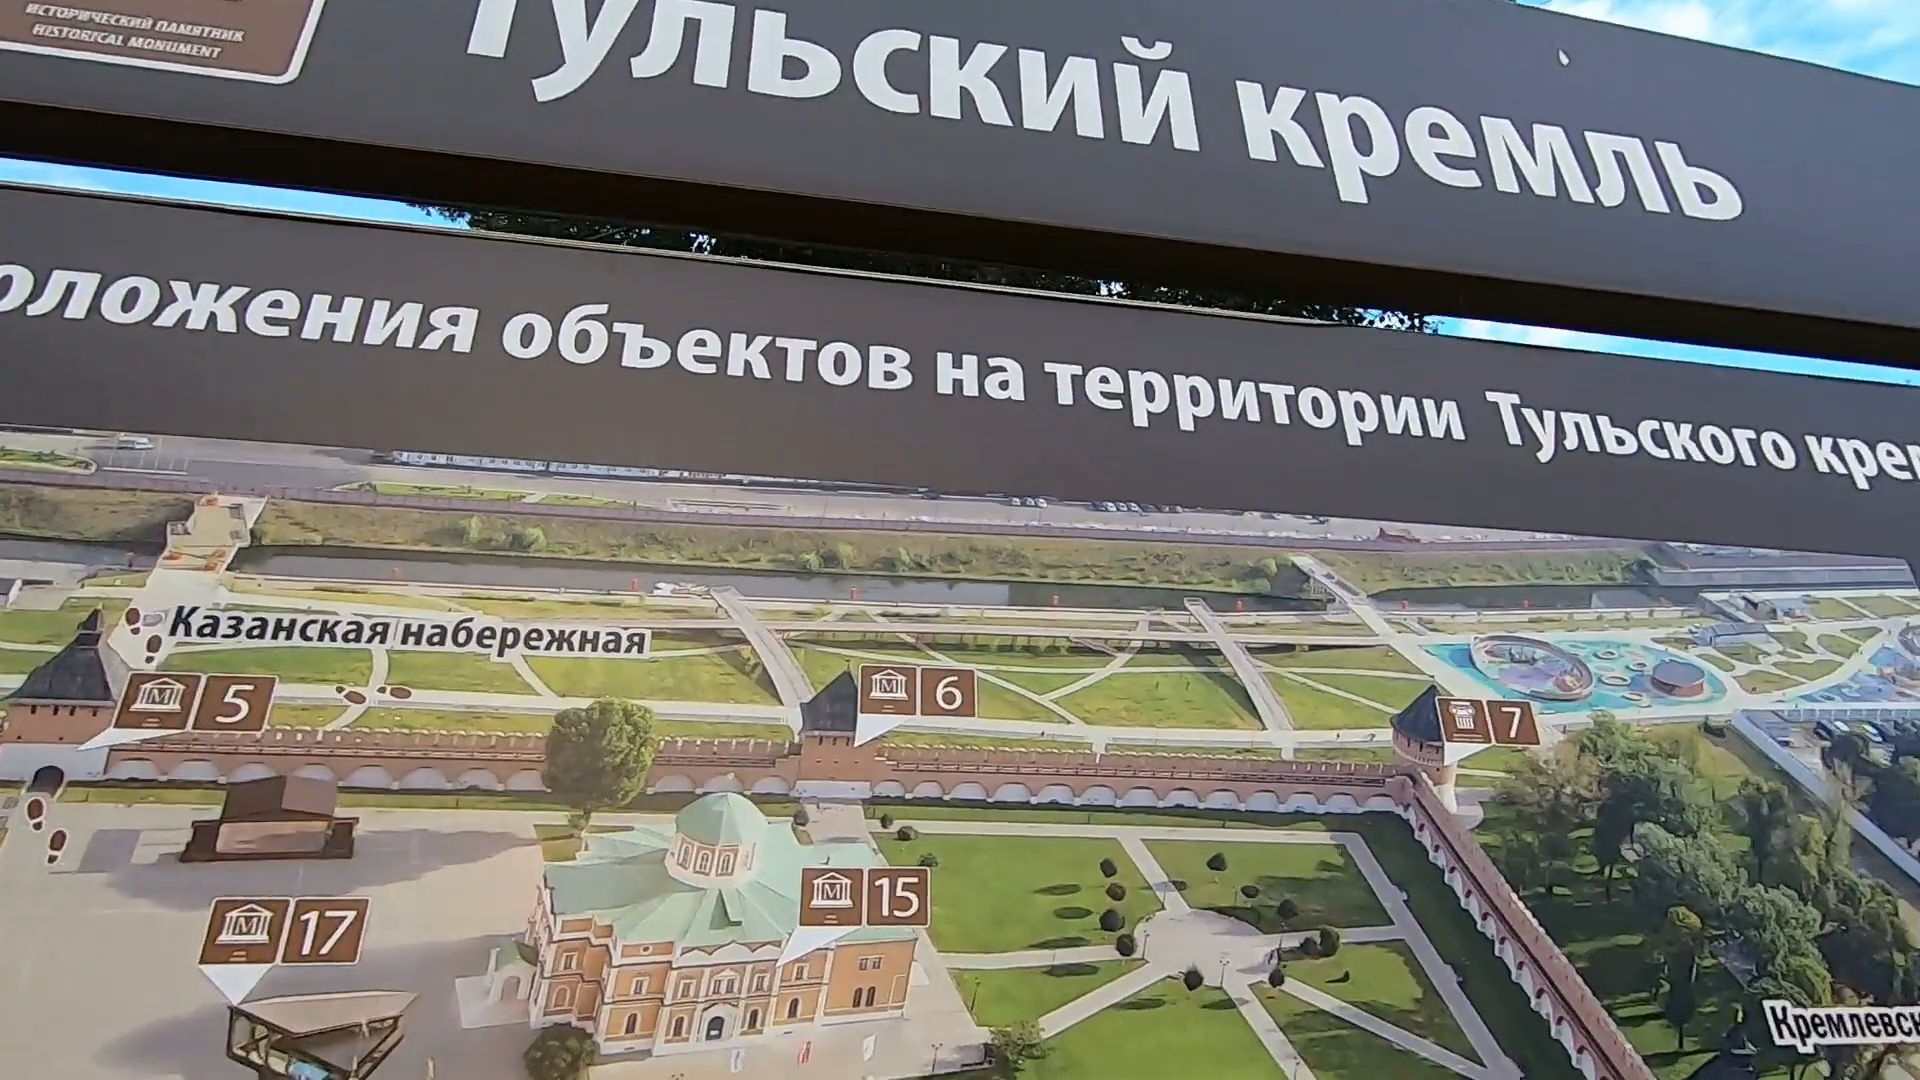 ИСТОРИЧЕСКИЙ ПАМЯТНИК
HISTORICAL MONUMENT
Тульский кремль
оложения объектов на территории Тульского крем
Казанская набережная
5
6
7
15
17
Кремлевск